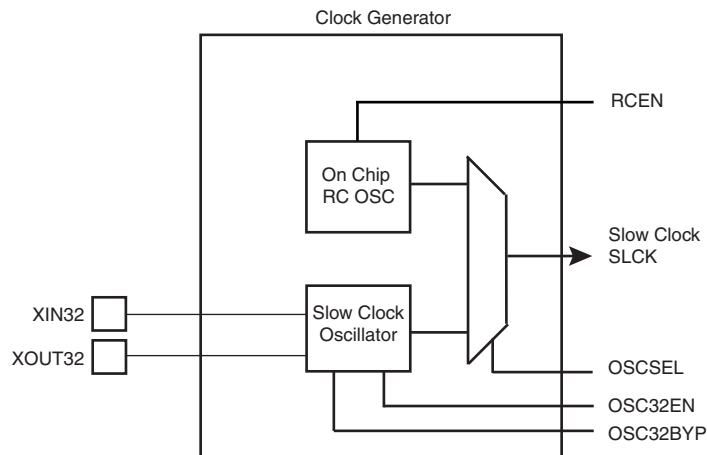 Clock Generator
RCEN
On Chip
RC OSC
Slow Clock
SLCK
XIN32
Slow Clock
Oscillator
XOUT32
OSCSEL
OSC32EN
OSC32BYP